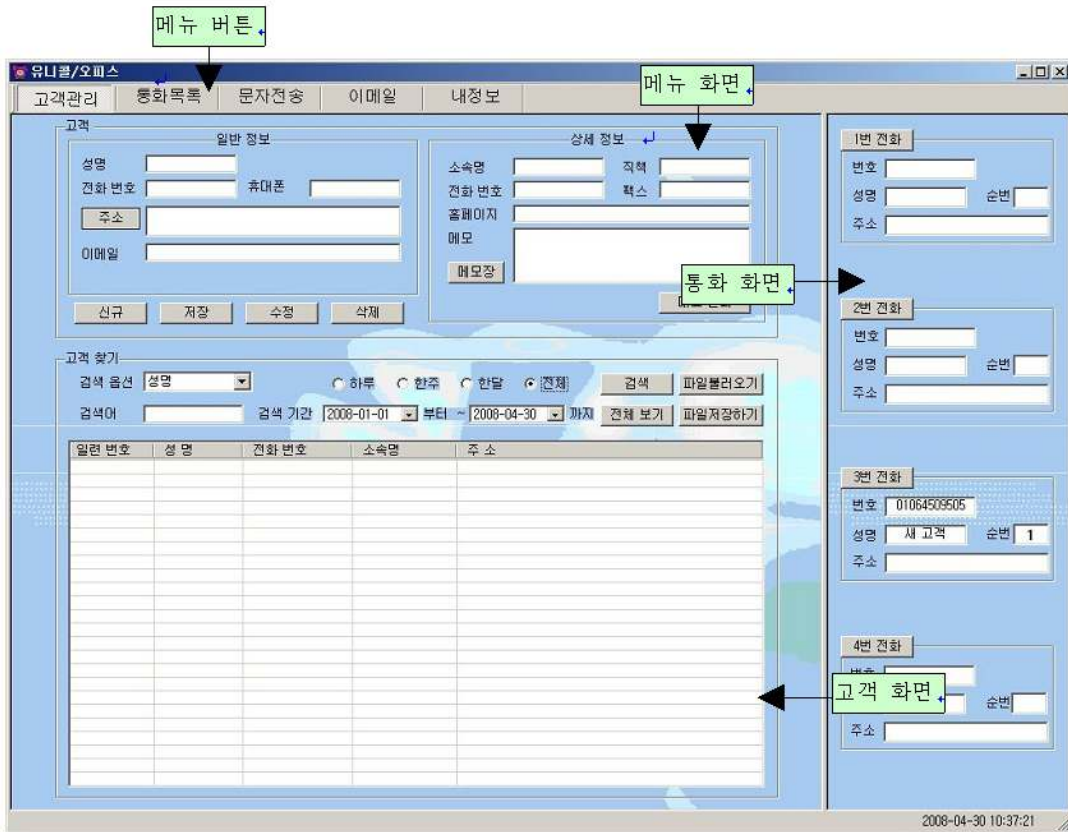 메뉴 버튼
유니콜/오피스
고객관리 통화목록 문자전송 이메일 내정보
메뉴 화면
고객
일반 정보
성명
전화 번호 휴대폰
주소
이메일
신규 저장 수정 삭제
상세 정보
소속명 직책
전화 번호 팩스
홈페이지
메모
메모장
통화 화면
고객 찾기
검색 옵션 성명 하루 한주 한달 전체 검색 파일불러오기
검색어 검색 기간 2008-01-01 부터 ~ 2008-04-30 까지 전체 보기 파일저장하기
일련 번호 성 명 전화 번호 소속명 주 소
1번 전화
번호
성명 순번
주소
2번 전화
번호
성명 순번
주소
3번 전화
번호 01064509505
성명 새 고객 순번 1
주소
4번 전화
고객 화면
순번
주소
2008-04-30 10:37:21